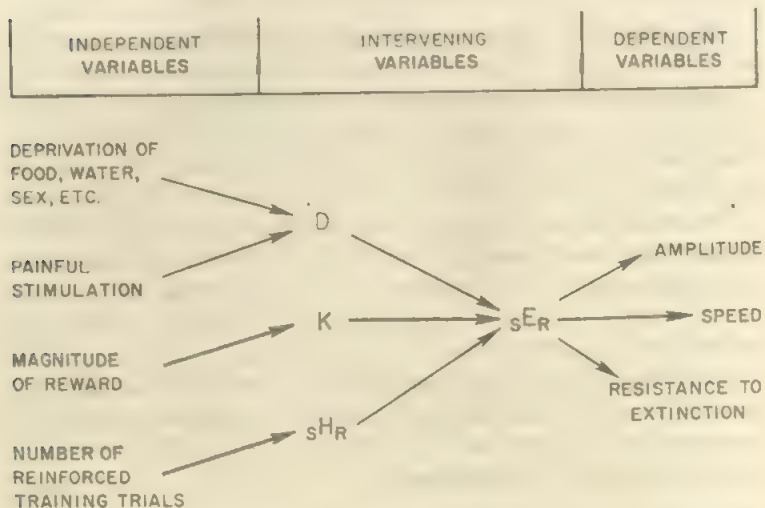 INDEPENDENT
VARIABLES
INTERVENING
VARIABLES
DEPENDENT
VARIABLES
DEPRIVATION OF
FOOD, WATER,
SEX, ETC.
PAINFUL
STIMULATION
MAGNITUDE
OF REWARD
NUMBER OF
REINFORCED
TRAINING TRIALS
D
K
sHR
sER
AMPLITUDE
SPEED
RESISTANCE TO
EXTINCTION